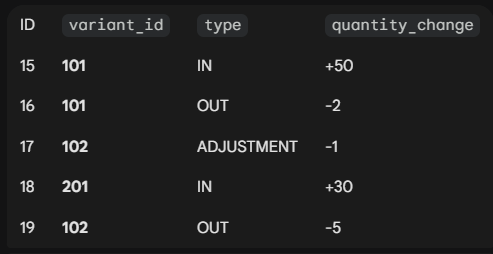 ID variant_id type quantity_change
15 101 IN +50
16 101 OUT -2
17 102 ADJUSTMENT -1
18 201 IN +30
19 102 OUT -5